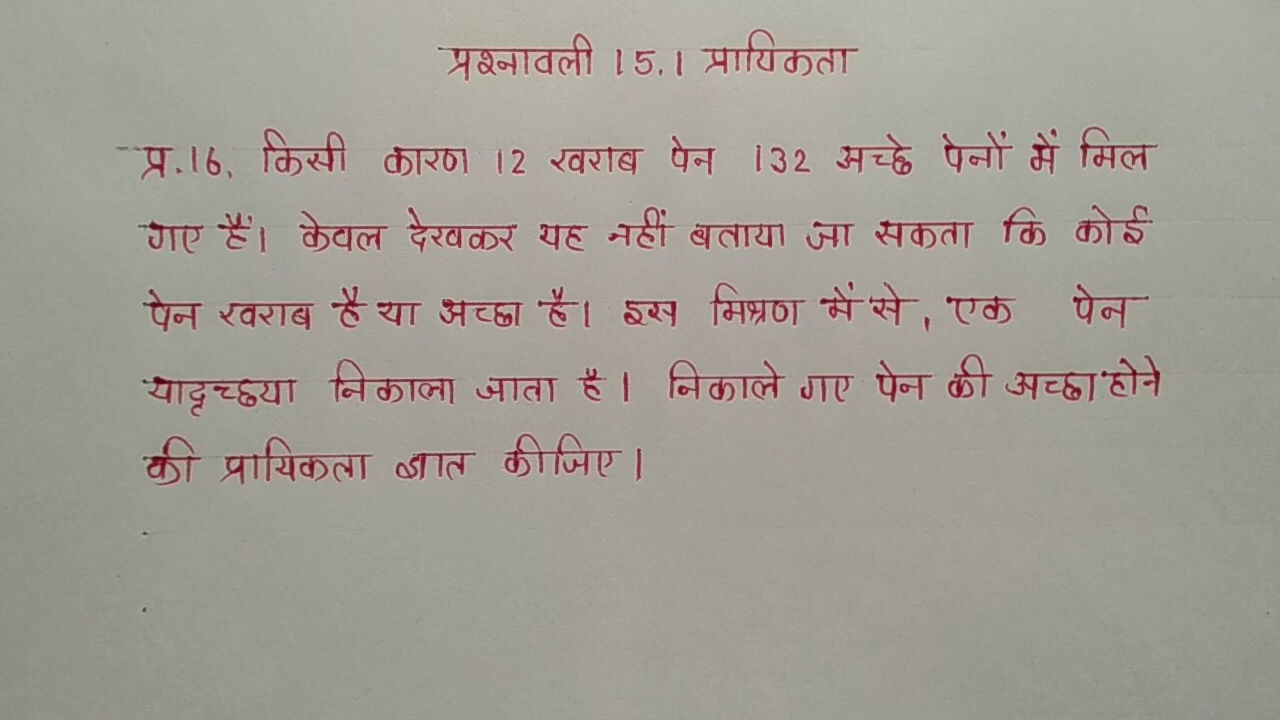 प्रश्नावली 15.1 प्रायिकता
प्र.16. किसी कारण 12 खराब पेन 132 अच्छे पेनों में मिल
गए हैं। केवल देखकर यह नहीं बताया जा सकता कि कोई
पेन खराब है या अच्छा है। इस मिश्रण में से, एक पेन
यादृच्छया निकाला जाता है। निकाले गए पेन की अच्छा होने
की प्रायिकता ज्ञात कीजिए।